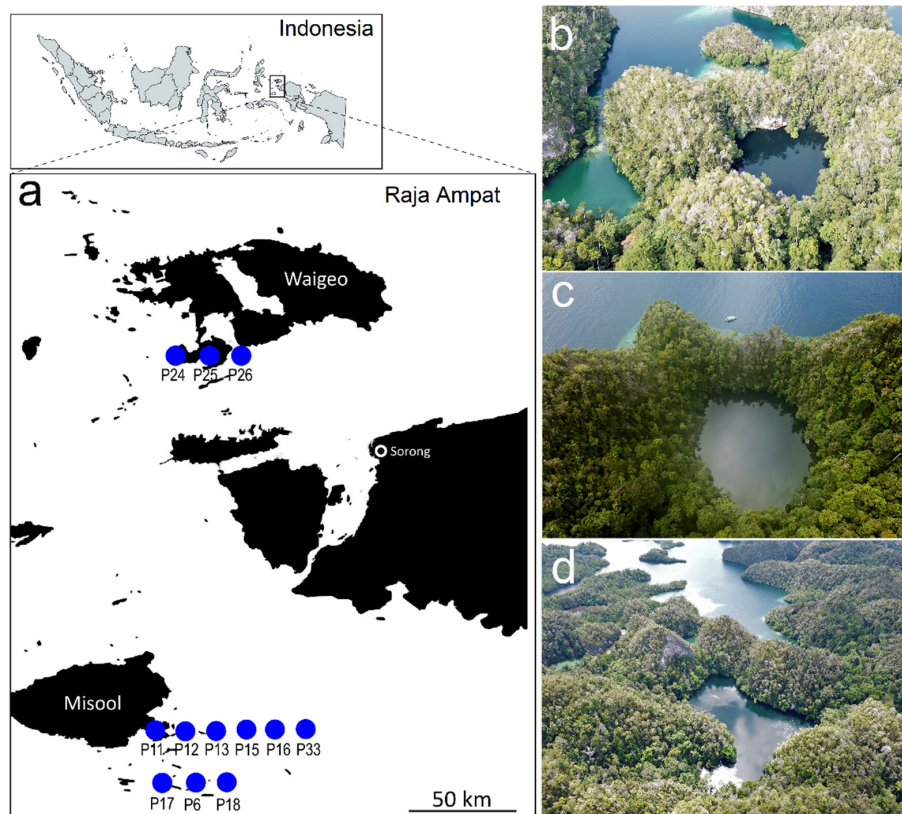 Indonesia
a
Raja Ampat
Waigeo
P24 P25 P26
Sorong
Misool
P11 P12 P13 P15 P16 P33
P17 P6 P18
50 km
b
c
d